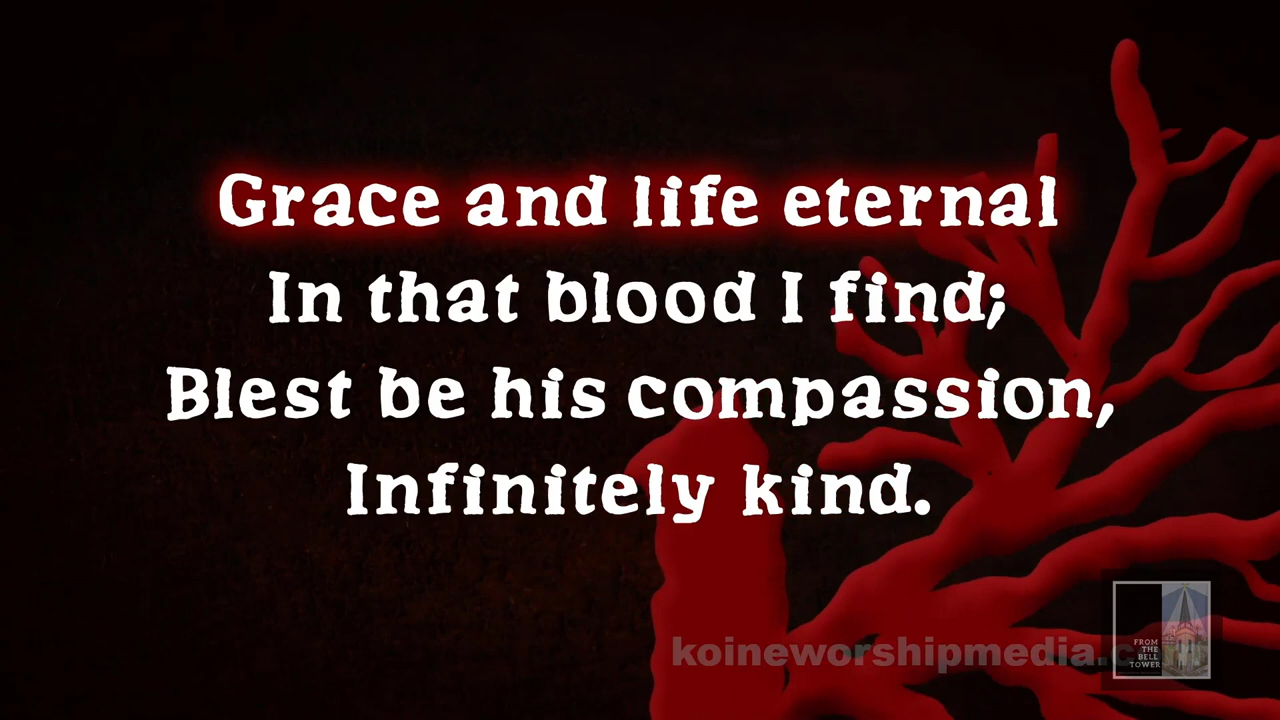 Grace and life eternal
In that blood I find;
Blest be his compassion,
Infinitely kind.
koineworshipmedia.c
FROM
THE
BELL
TOWER